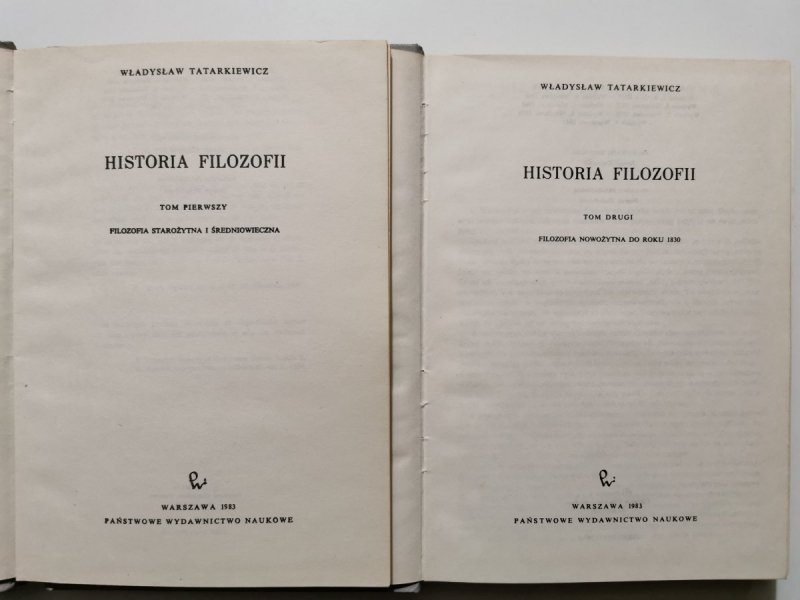 WŁADYSŁAW TATARKIEWICZ
HISTORIA FILOZOFII
TOM PIERWSZY
FILOZOFIA STAROŻYTNA I ŚREDNIOWIECZNA
WARSZAWA 1983
PAŃSTWOWE WYDAWNICTWO NAUKOWE
WŁADYSŁAW TATARKIEWICZ
HISTORIA FILOZOFII
TOM DRUGI
FILOZOFIA NOWOŻYTNA DO ROKU 1830
WARSZAWA 1983
PAŃSTWOWE WYDAWNICTWO NAUKOWE